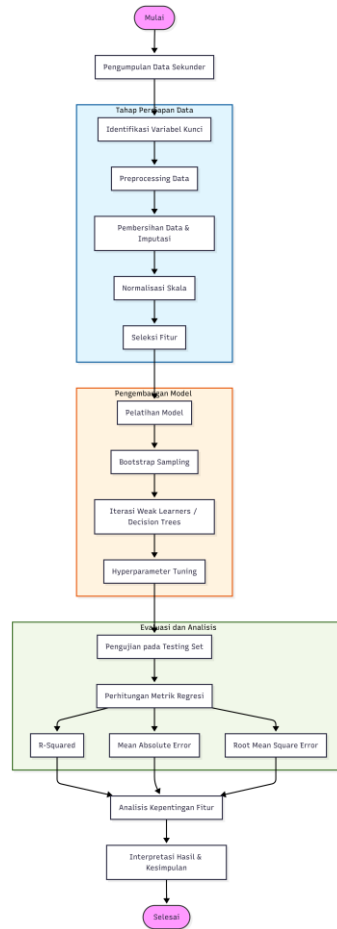 Mulai
Pengumpulan Data Sekunder
Tahap Persiapan Data
Identifikasi Variabel Kunci
Preprocessing Data
Pembersihan Data &
Imputasi
Normalisasi Skala
Seleksi Fitur
Pengembangan Model
Pelatihan Model
Bootstrap Sampling
Iterasi Weak Learners /
Decision Trees
Hyperparameter Tuning
Evaluasi dan Analisis
Pengujian pada Testing Set
Perhitungan Metrik Regresi
R-Squared
Mean Absolute Error
Root Mean Square Error
Analisis Kepentingan Fitur
Interpretasi Hasil &
Kesimpulan
Selesai